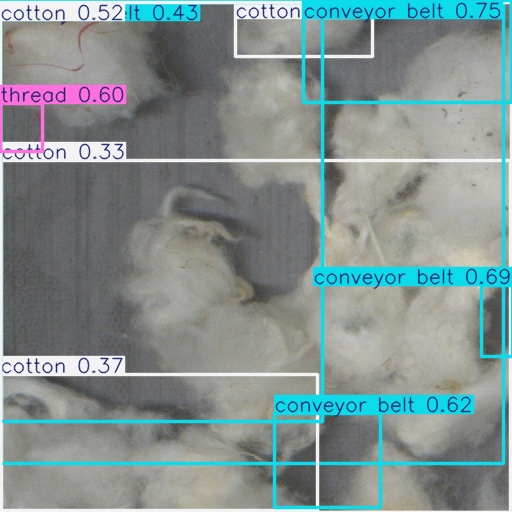 cotton 0.52
lt 0.43
cotton
conveyor belt 0.75
thread 0.60
cotton 0.33
conveyor belt 0.69
cotton 0.37
conveyor belt 0.62